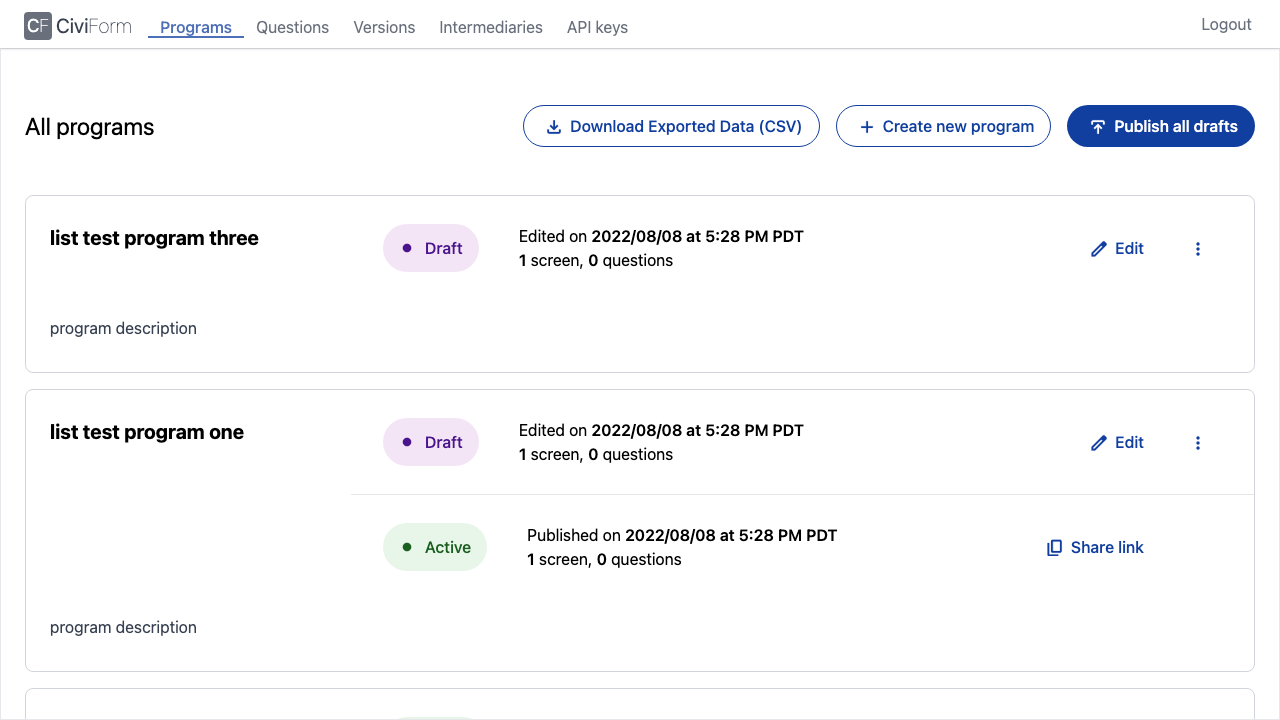 CF CiviForm Programs Questions Versions Intermediaries API keys Logout
All programs Download Exported Data (CSV) Create new program Publish all drafts
list test program three Draft Edited on 2022/08/08 at 5:28 PM PDT Edit
1 screen, 0 questions
program description
list test program one Draft Edited on 2022/08/08 at 5:28 PM PDT Edit
1 screen, 0 questions
Active Published on 2022/08/08 at 5:28 PM PDT Share link
1 screen, 0 questions
program description